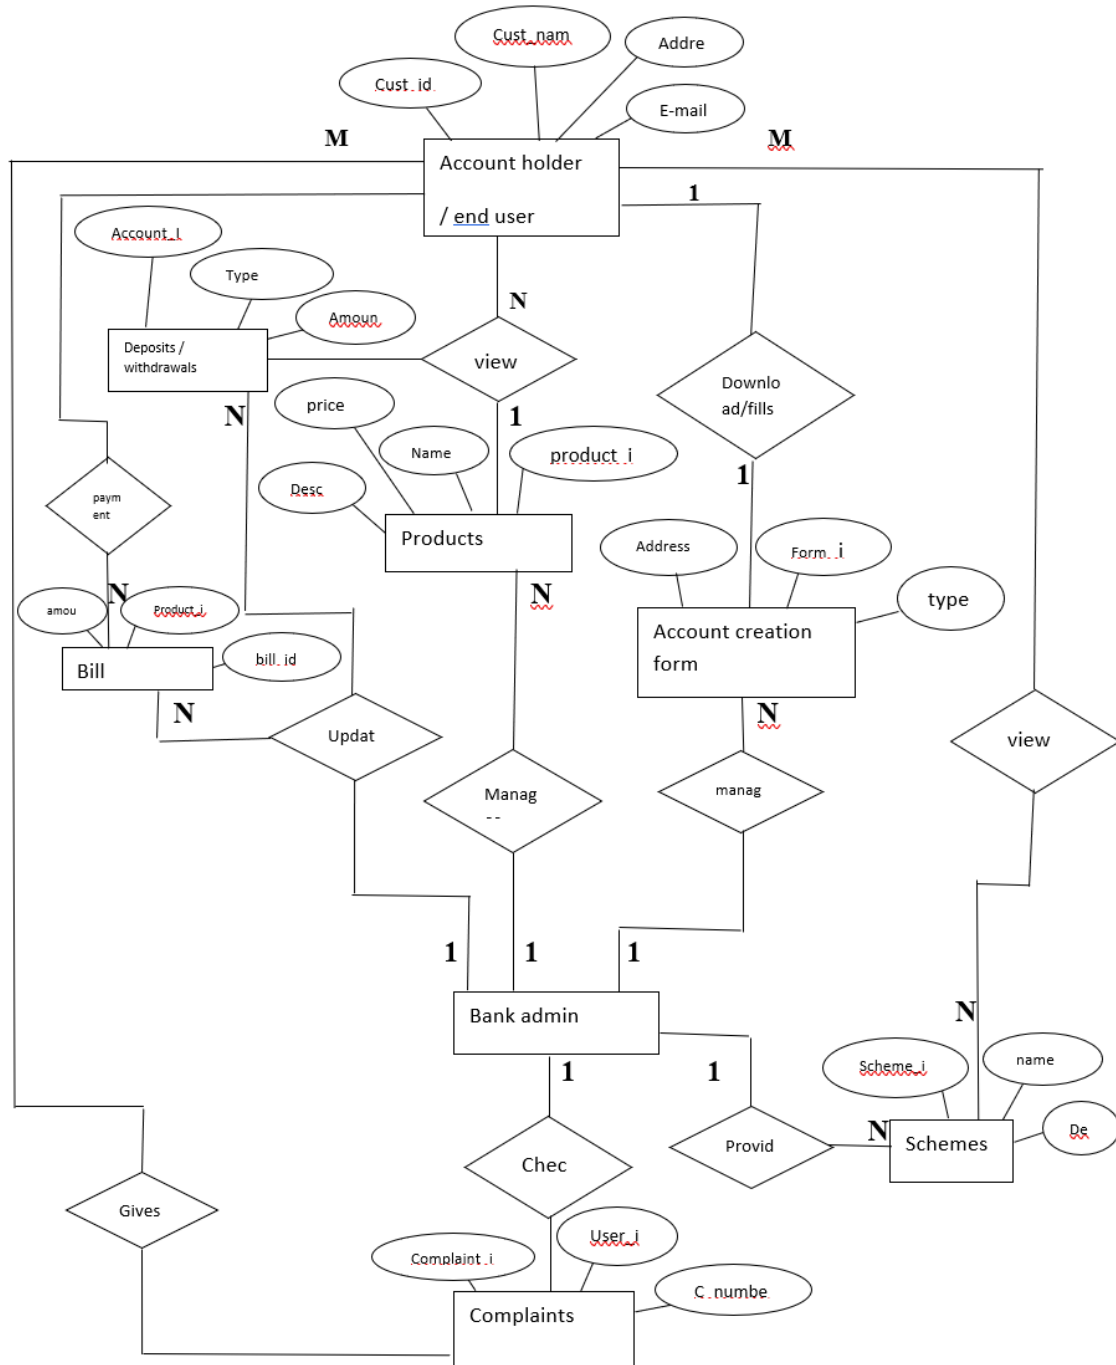 Cust_nam
Addre
Cust_id
E-mail
M
M
Account holder
/ end user
1
Account_I
Type
N
Amoun
Deposits /
withdrawals
view
Downlo
ad/fills
price
N
1
Name
product_i
1
Desc
paym
ent
Products
Address
Form_i
type
N
N
amou
Product_i
Account creation
form
bill_id
Bill
N
N
Updat
view
Manag
manag
1
1
1
N
Bank admin
1
1
Scheme_i
name
N
De
Provid
Schemes
Chec
Gives
User_i
Complaint_i
C_numbe
Complaints